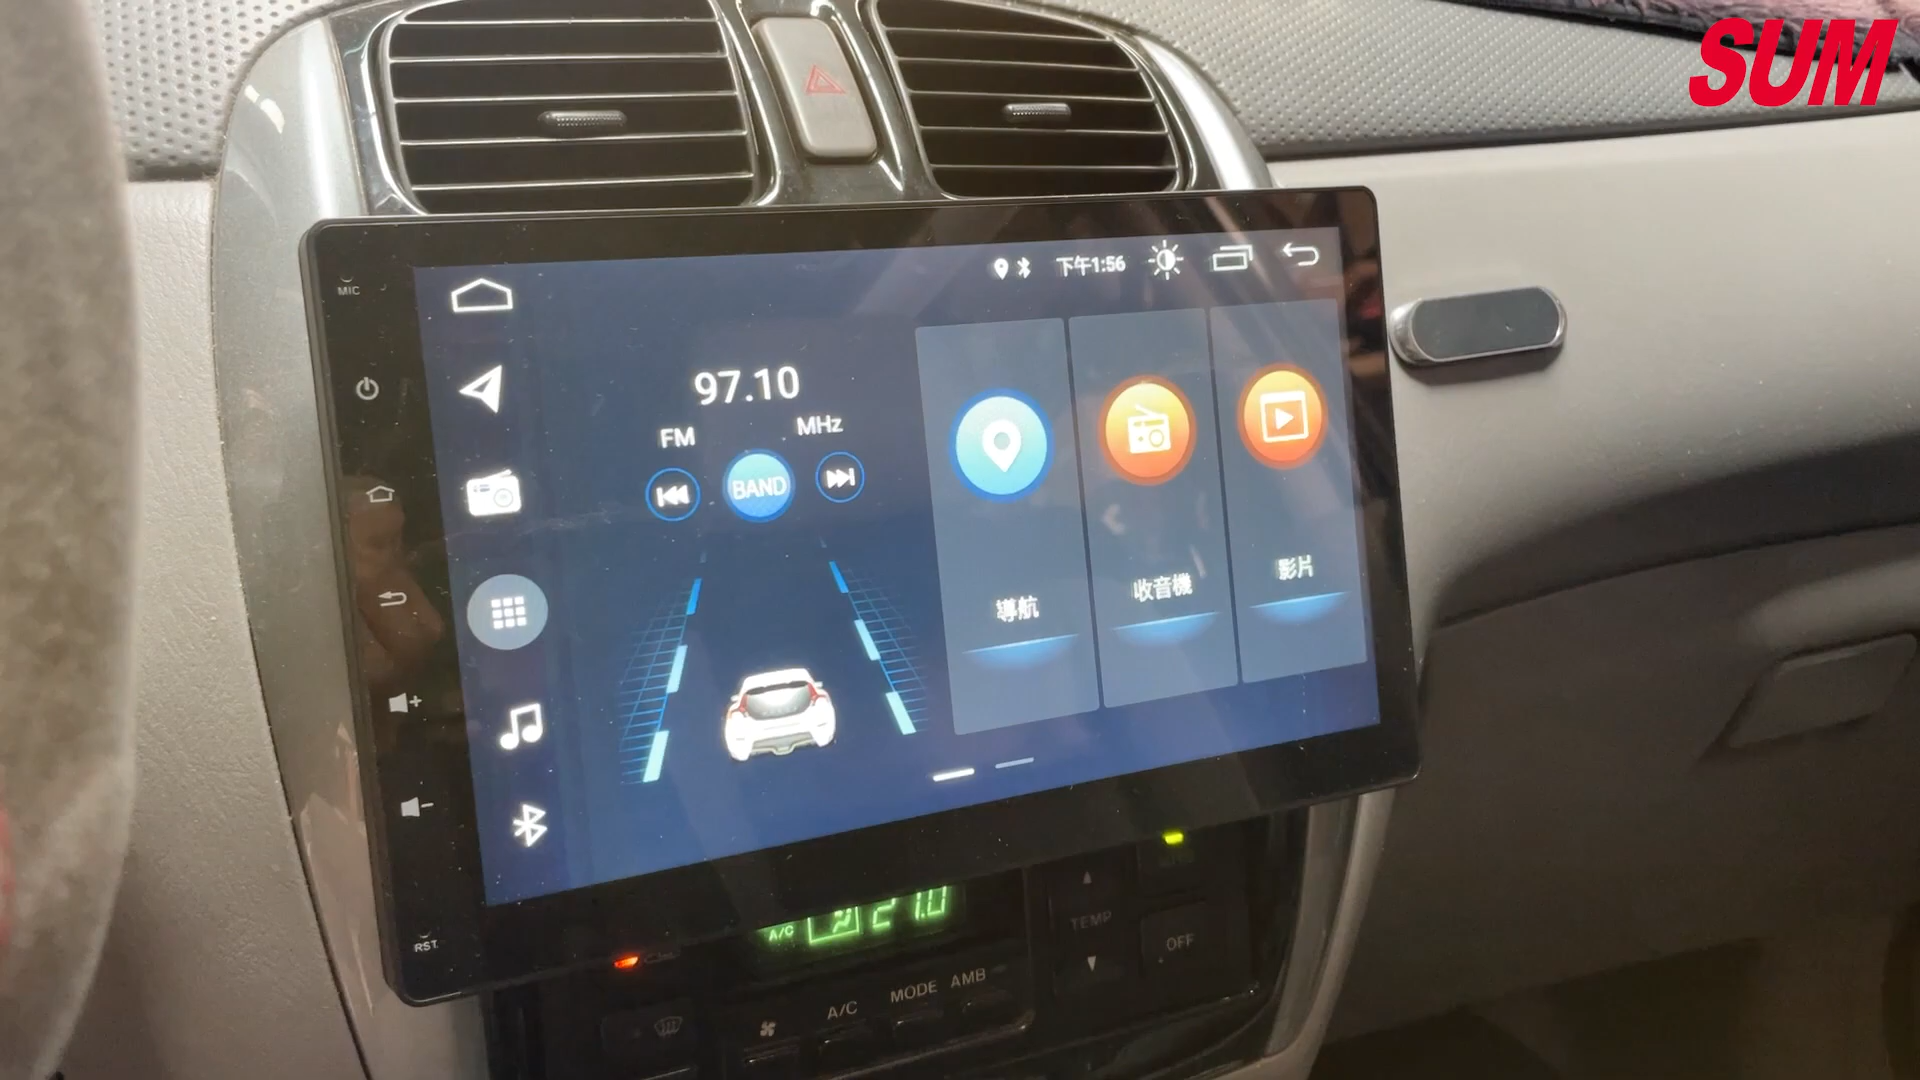 SUM
MIC
下午1:56
97.10
FM
MHz
BAND
導航
收音機
影片
RST
A/C
21.0
TEMP
OFF
A/C
MODE
AMB